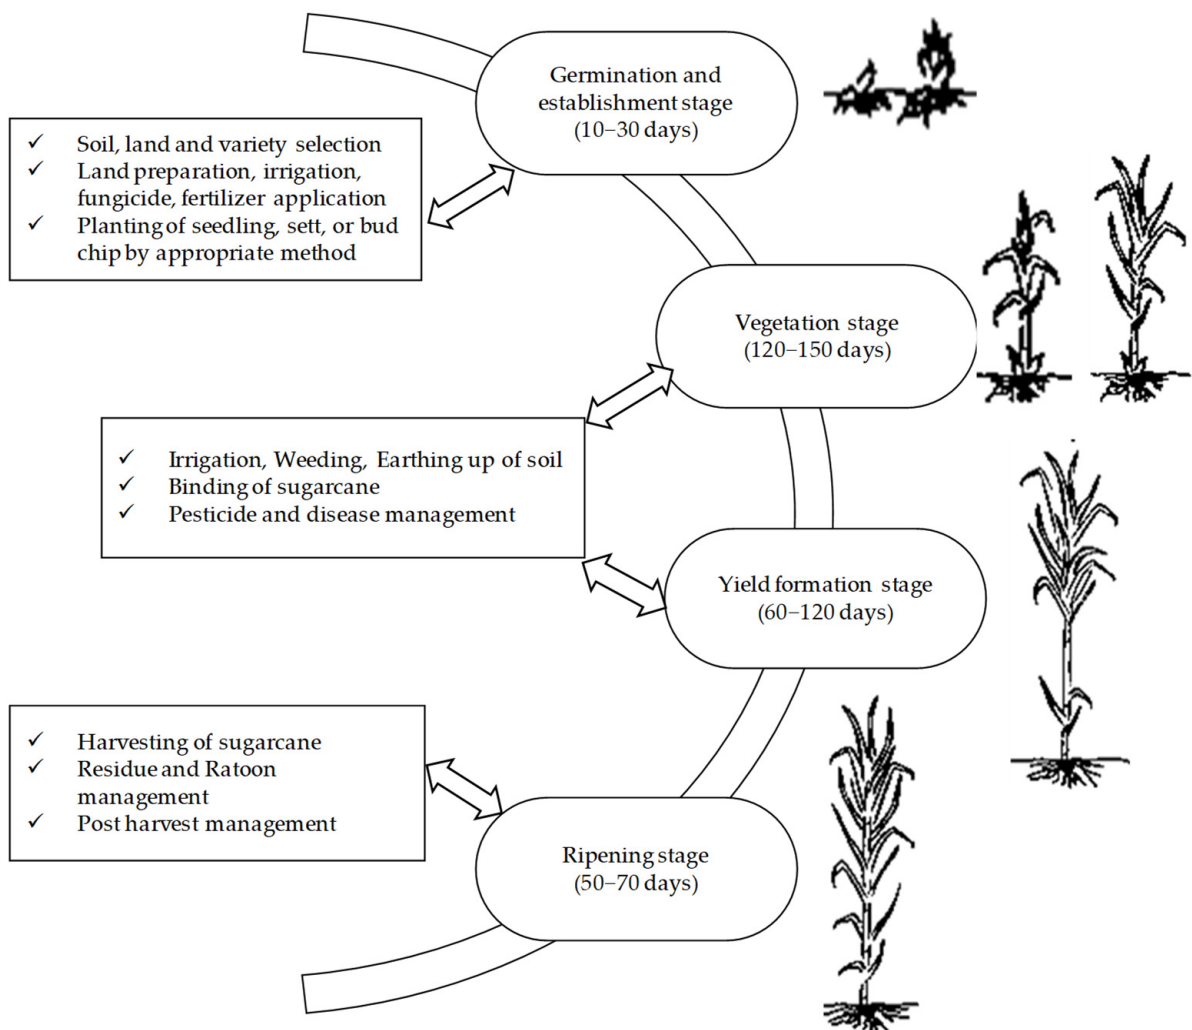 Germination and
establishment stage
(10−30 days)
✓ Soil, land and variety selection
✓ Land preparation, irrigation,
fungicide, fertilizer application
✓ Planting of seedling, sett, or bud
chip by appropriate method
Vegetation stage
(120−150 days)
✓ Irrigation, Weeding, Earthing up of soil
✓ Binding of sugarcane
✓ Pesticide and disease management
Yield formation stage
(60−120 days)
✓ Harvesting of sugarcane
✓ Residue and Ratoon
management
✓ Post harvest management
Ripening stage
(50−70 days)